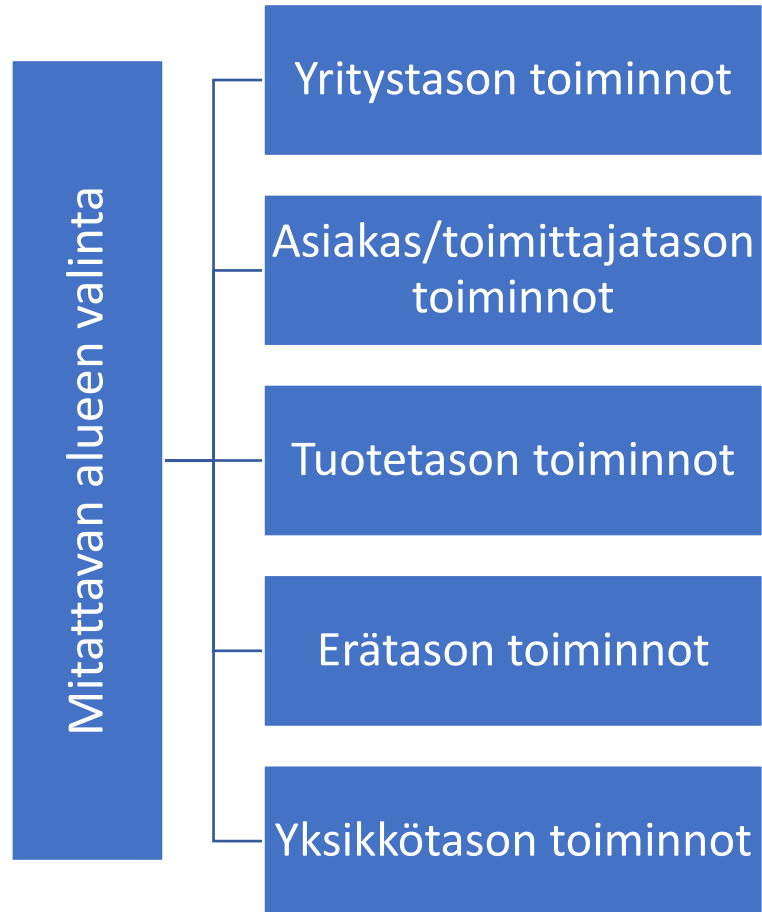 Mitattavan alueen valinta
Yritystason toiminnot
Asiakas/toimittajatason
toiminnot
Tuotetason toiminnot
Erätason toiminnot
Yksikkötason toiminnot